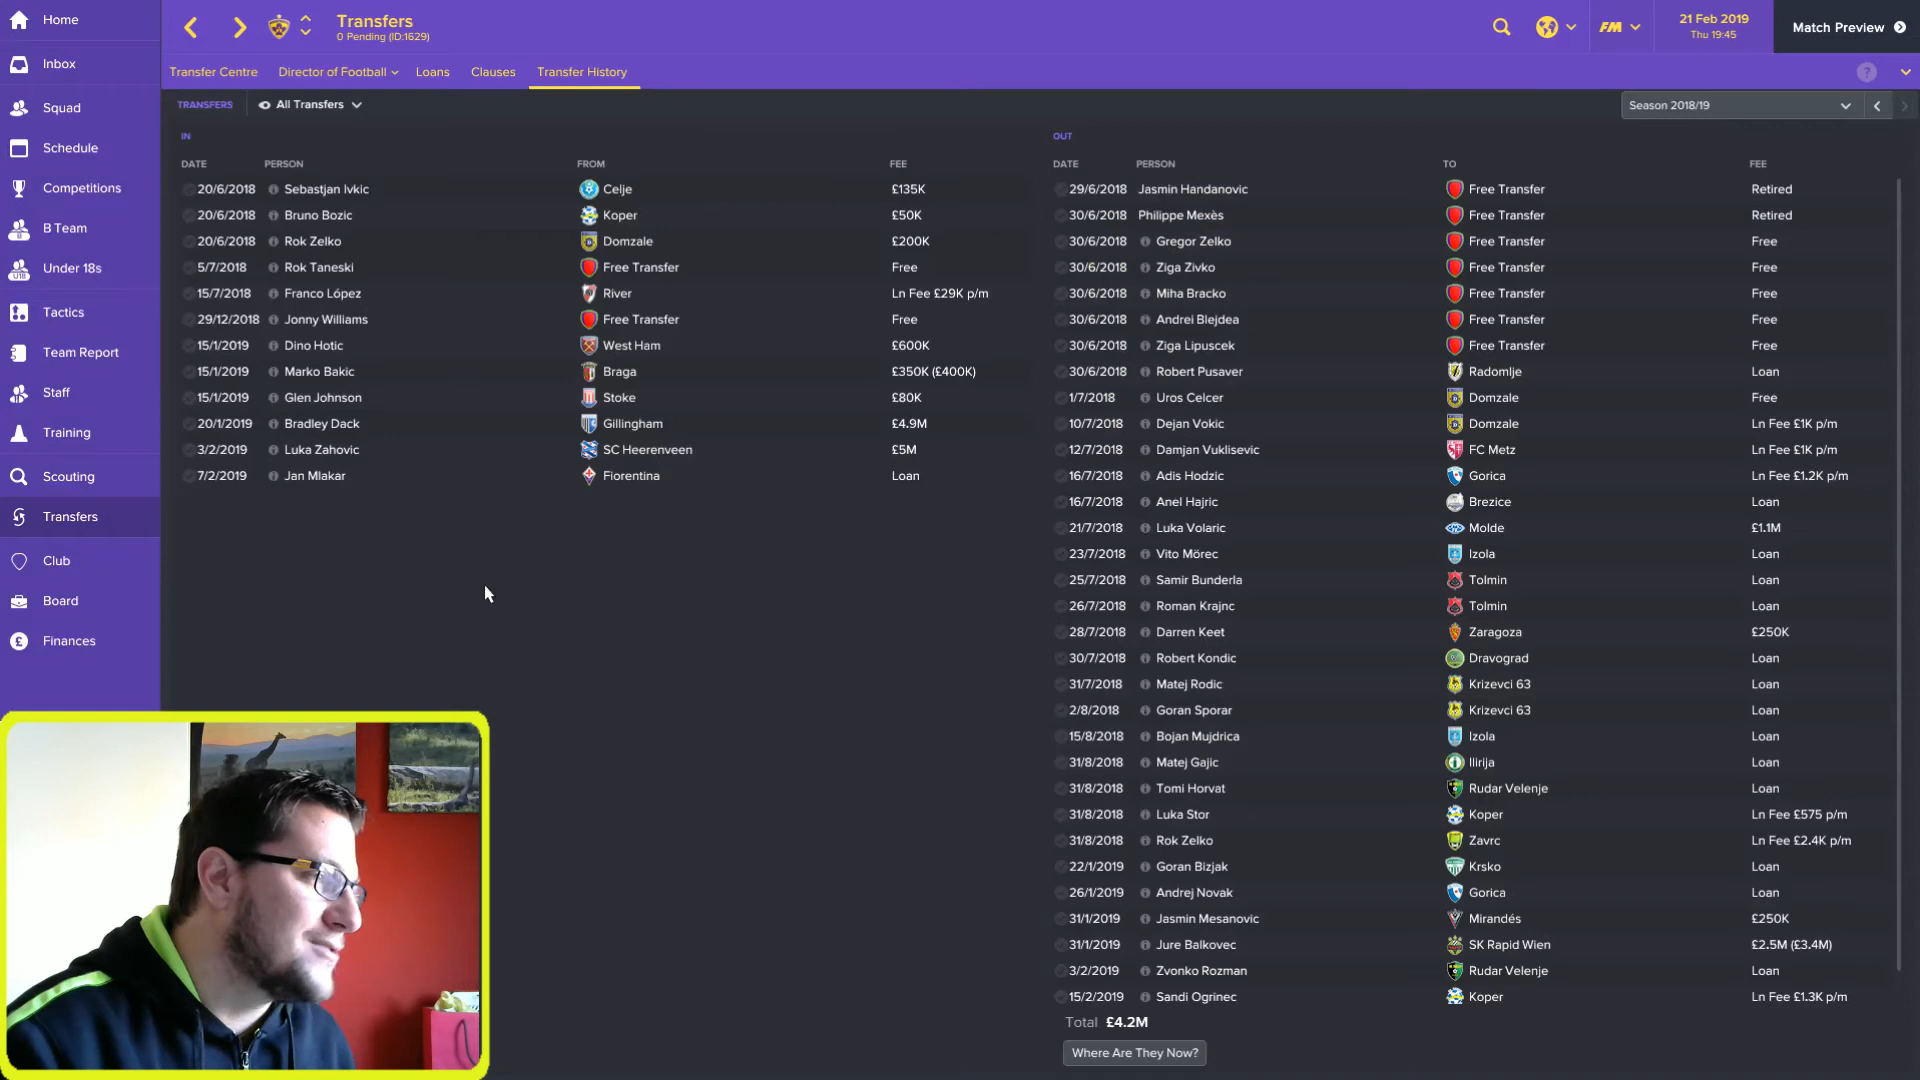 Home
Inbox
Squad
Schedule
Competitions
B Team
Under 18s
Tactics
Team Report
Staff
Training
Scouting
Transfers
Club
Board
Finances
Transfers
0 Pending (ID:1629)
FM
21 Feb 2019
Thu 19:45
Match Preview
Transfer Centre Director of Football Loans Clauses Transfer History
?
TRANSFERS All Transfers
Season 2018/19
IN
DATE PERSON FROM FEE
20/6/2018 Sebastjan Ivkic Celje £135K
20/6/2018 Bruno Bozic Koper £50K
20/6/2018 Rok Zelko Domzale £200K
5/7/2018 Rok Taneski Free Transfer Free
15/7/2018 Franco López River Ln Fee £29K p/m
29/12/2018 Jonny Williams Free Transfer Free
15/1/2019 Dino Hotic West Ham £600K
15/1/2019 Marko Bakic Braga £350K (£400K)
15/1/2019 Glen Johnson Stoke £80K
20/1/2019 Bradley Dack Gillingham £4.9M
3/2/2019 Luka Zahovic SC Heerenveen £5M
7/2/2019 Jan Mlakar Fiorentina Loan
OUT
DATE PERSON TO FEE
29/6/2018 Jasmin Handanovic Free Transfer Retired
30/6/2018 Philippe Mexès Free Transfer Retired
30/6/2018 Gregor Zelko Free Transfer Free
30/6/2018 Ziga Zivko Free Transfer Free
30/6/2018 Miha Bracko Free Transfer Free
30/6/2018 Andrei Blejdea Free Transfer Free
30/6/2018 Ziga Lipuscek Free Transfer Free
30/6/2018 Robert Pusaver Radomlje Loan
1/7/2018 Uros Celcer Domzale Free
10/7/2018 Dejan Vokic Domzale Ln Fee £1K p/m
12/7/2018 Damjan Vuklisevic FC Metz Ln Fee £1K p/m
16/7/2018 Adis Hodzic Gorica Ln Fee £1.2K p/m
16/7/2018 Anel Hajric Brezice Loan
21/7/2018 Luka Volaric Molde £1.1M
23/7/2018 Vito Mörec Izola Loan
25/7/2018 Samir Bunderla Tolmin Loan
26/7/2018 Roman Krajnc Tolmin Loan
28/7/2018 Darren Keet Zaragoza £250K
30/7/2018 Robert Kondic Dravograd Loan
31/7/2018 Matej Rodic Krizevci 63 Loan
2/8/2018 Goran Sporar Krizevci 63 Loan
15/8/2018 Bojan Mujdrica Izola Loan
31/8/2018 Matej Gajic Ilirija Loan
31/8/2018 Tomi Horvat Rudar Velenje Loan
31/8/2018 Luka Stor Koper Ln Fee £575 p/m
31/8/2018 Rok Zelko Zavrc Ln Fee £2.4K p/m
22/1/2019 Goran Bizjak Krsko Loan
26/1/2019 Andrej Novak Gorica Loan
31/1/2019 Jasmin Mesanovic Mirandés £250K
31/1/2019 Jure Balkovec SK Rapid Wien £2.5M (£3.4M)
3/2/2019 Zvonko Rozman Rudar Velenje Loan
15/2/2019 Sandi Ogrinec Koper Ln Fee £1.3K p/m
Total £4.2M
Where Are They Now?